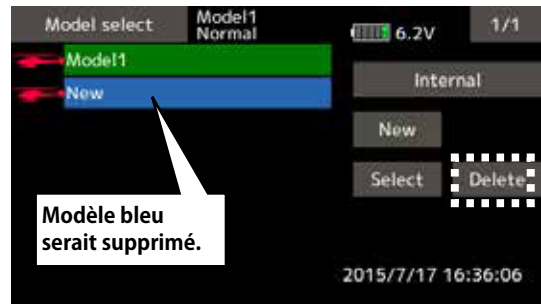 Model select
Model1
Normal
6.2V
1/1
Model1
New
Internal
New
Select
Delete
Modèle bleu
serait supprimé.
2015/7/17 16:36:06